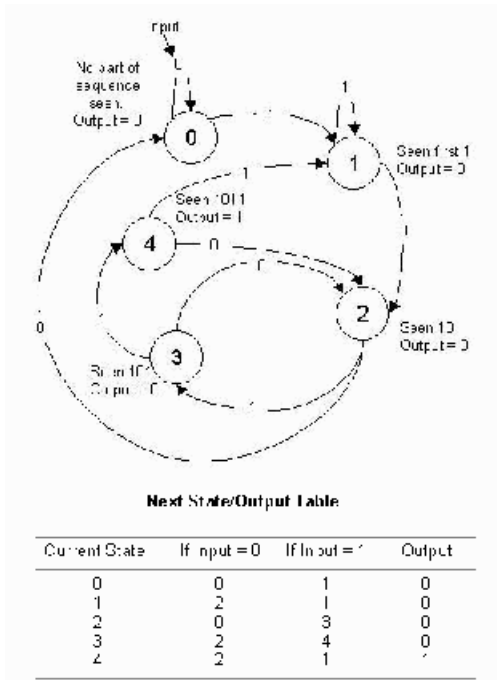 Input
No part of
sequence
seen.
Output = 0
0
1
1
Seen first 1
Output = 0
1
Seen 1011
Output = 1
4
0
0
2
Seen 10
Output = 0
0
3
Seen 101
Output = 0
Next State/Output Table
Current State If Input = 0 If Input = 1 Output
0 0 1 0
1 2 1 0
2 0 3 0
3 2 4 0
4 2 1 1